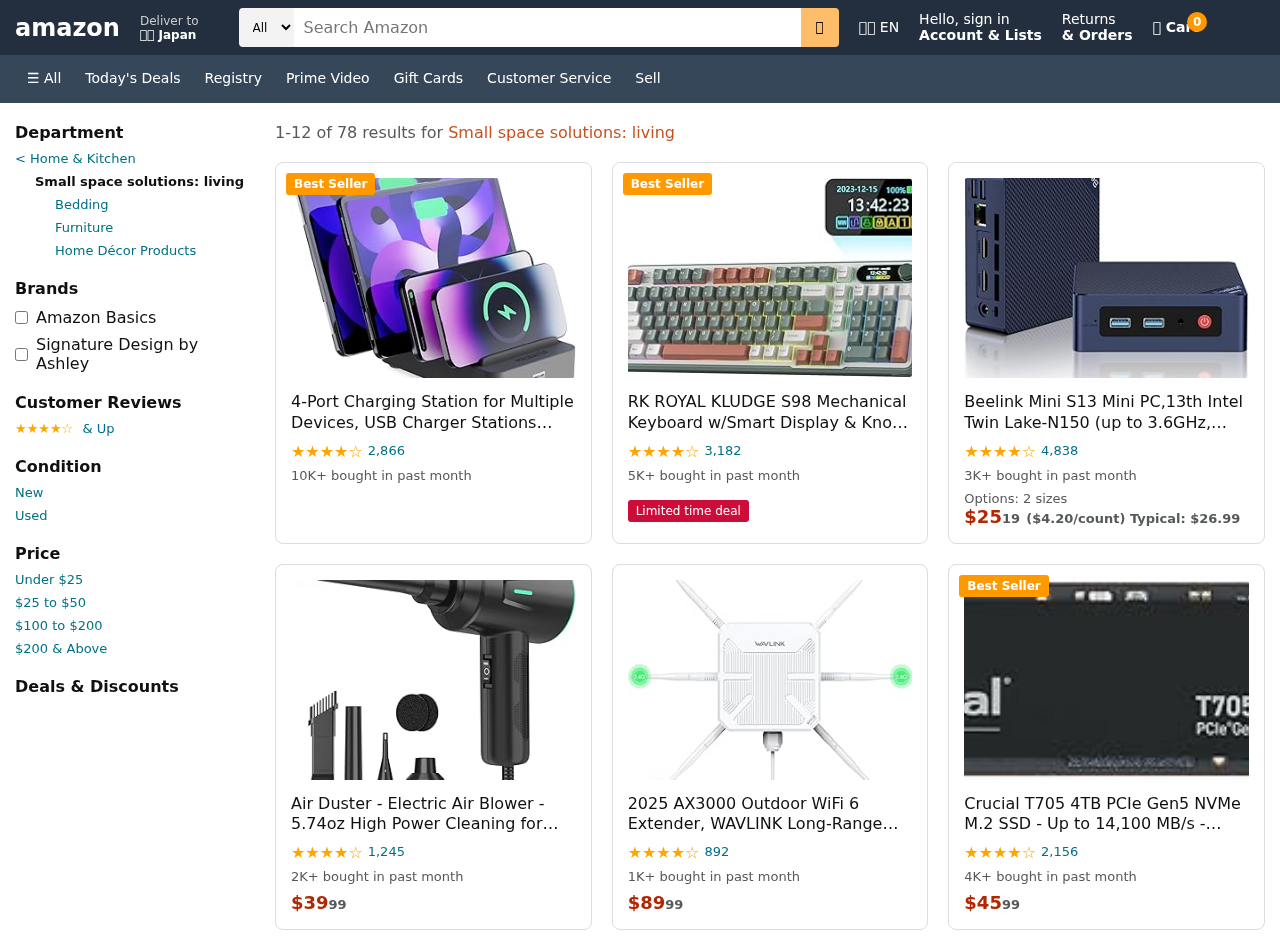 amazon
Deliver to
Japan
All
Search Amazon
EN
Hello, sign in
Account & Lists
Returns
& Orders
0
☰ All
Today's Deals
Registry
Prime Video
Gift Cards
Customer Service
Sell
Department
< Home & Kitchen
Small space solutions: living
Bedding
Furniture
Home Décor Products
Brands
Amazon Basics
Signature Design by
Ashley
Customer Reviews
★★★★☆ & Up
Condition
New
Used
Price
Under $25
$25 to $50
$100 to $200
$200 & Above
Deals & Discounts
1-12 of 78 results for Small space solutions: living
Best Seller
4-Port Charging Station for Multiple
Devices, USB Charger Stations…
★★★★☆ 2,866
10K+ bought in past month
Best Seller
2023-12-15 100%
13:42:23
RK ROYAL KLUDGE S98 Mechanical
Keyboard w/Smart Display & Kno…
★★★★☆ 3,182
5K+ bought in past month
Limited time deal
Beelink Mini S13 Mini PC,13th Intel
Twin Lake-N150 (up to 3.6GHz,…
★★★★☆ 4,838
3K+ bought in past month
Options: 2 sizes
$25 19 ($4.20/count) Typical: $26.99
Air Duster - Electric Air Blower -
5.74oz High Power Cleaning for…
★★★★☆ 1,245
2K+ bought in past month
$39 99
WAVLINK
2025 AX3000 Outdoor WiFi 6
Extender, WAVLINK Long-Range…
★★★★☆ 892
1K+ bought in past month
$89 99
Best Seller
ial
T705
PCIe Ge
Crucial T705 4TB PCIe Gen5 NVMe
M.2 SSD - Up to 14,100 MB/s -…
★★★★☆ 2,156
4K+ bought in past month
$45 99